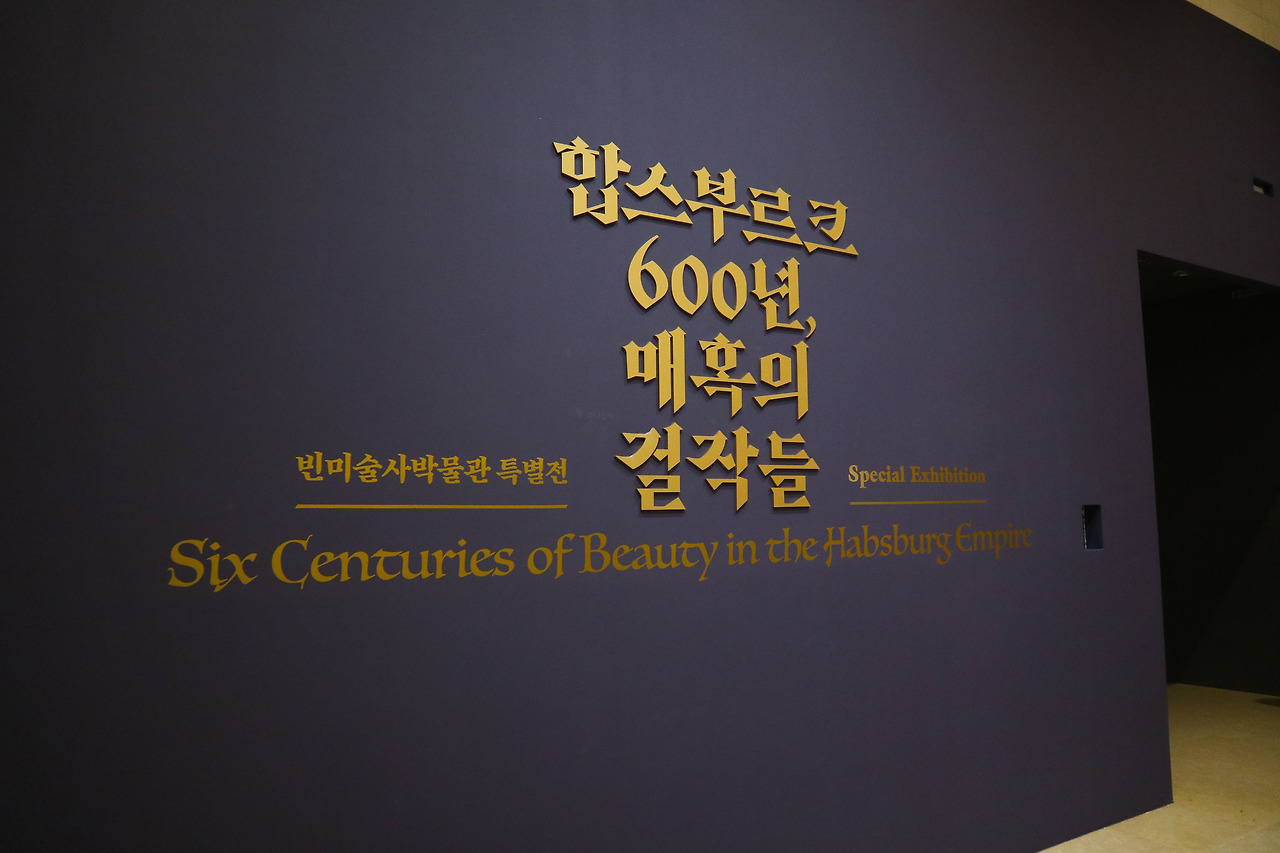 합스부르크
600년,
매혹의
걸작들
빈미술사박물관 특별전
Special Exhibition
Six Centuries of Beauty in the Habsburg Empire